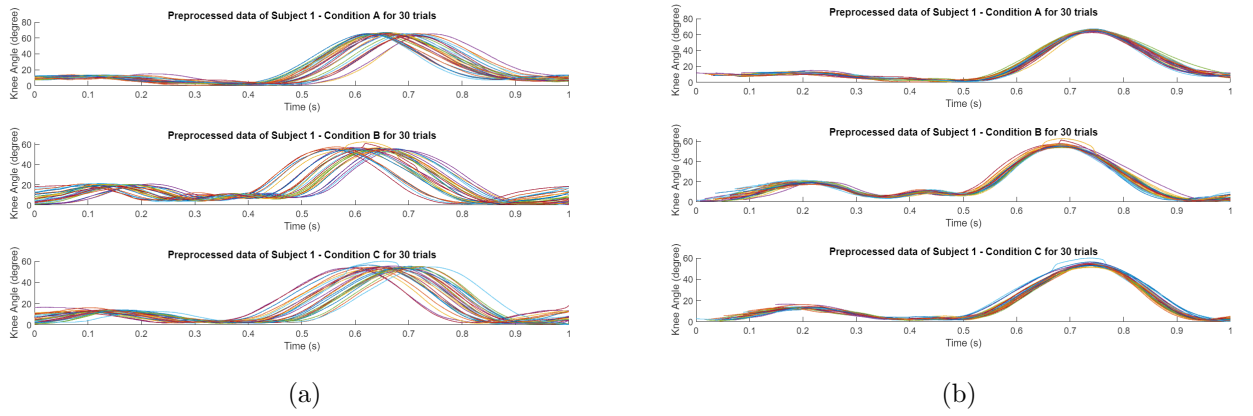 Preprocessed data of Subject 1 - Condition A for 30 trials
Knee Angle (degree)
80
60
40
20
0
0 0.1 0.2 0.3 0.4 0.5 0.6 0.7 0.8 0.9 1
Time (s)
Preprocessed data of Subject 1 - Condition B for 30 trials
Knee Angle (degree)
60
40
20
0
0 0.1 0.2 0.3 0.4 0.5 0.6 0.7 0.8 0.9 1
Time (s)
Preprocessed data of Subject 1 - Condition C for 30 trials
Knee Angle (degree)
60
40
20
0
0 0.1 0.2 0.3 0.4 0.5 0.6 0.7 0.8 0.9 1
Time (s)
(a)
Preprocessed data of Subject 1 - Condition A for 30 trials
Knee Angle (degree)
80
60
40
20
0 0.1 0.2 0.3 0.4 0.5 0.6 0.7 0.8 0.9 1
Time (s)
Preprocessed data of Subject 1 - Condition B for 30 trials
Knee Angle (degree)
60
40
20
0
0 0.1 0.2 0.3 0.4 0.5 0.6 0.7 0.8 0.9 1
Time (s)
Preprocessed data of Subject 1 - Condition C for 30 trials
Knee Angle (degree)
60
40
20
0
0 0.1 0.2 0.3 0.4 0.5 0.6 0.7 0.8 0.9 1
Time (s)
(b)